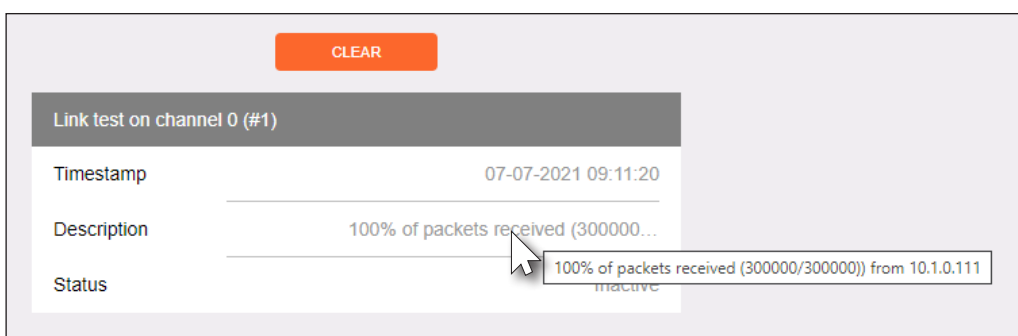 CLEAR
Link test on channel 0 (#1)
Timestamp 07-07-2021 09:11:20
Description 100% of packets received (300000...
100% of packets received (300000/300000)) from 10.1.0.111
Status Inactive